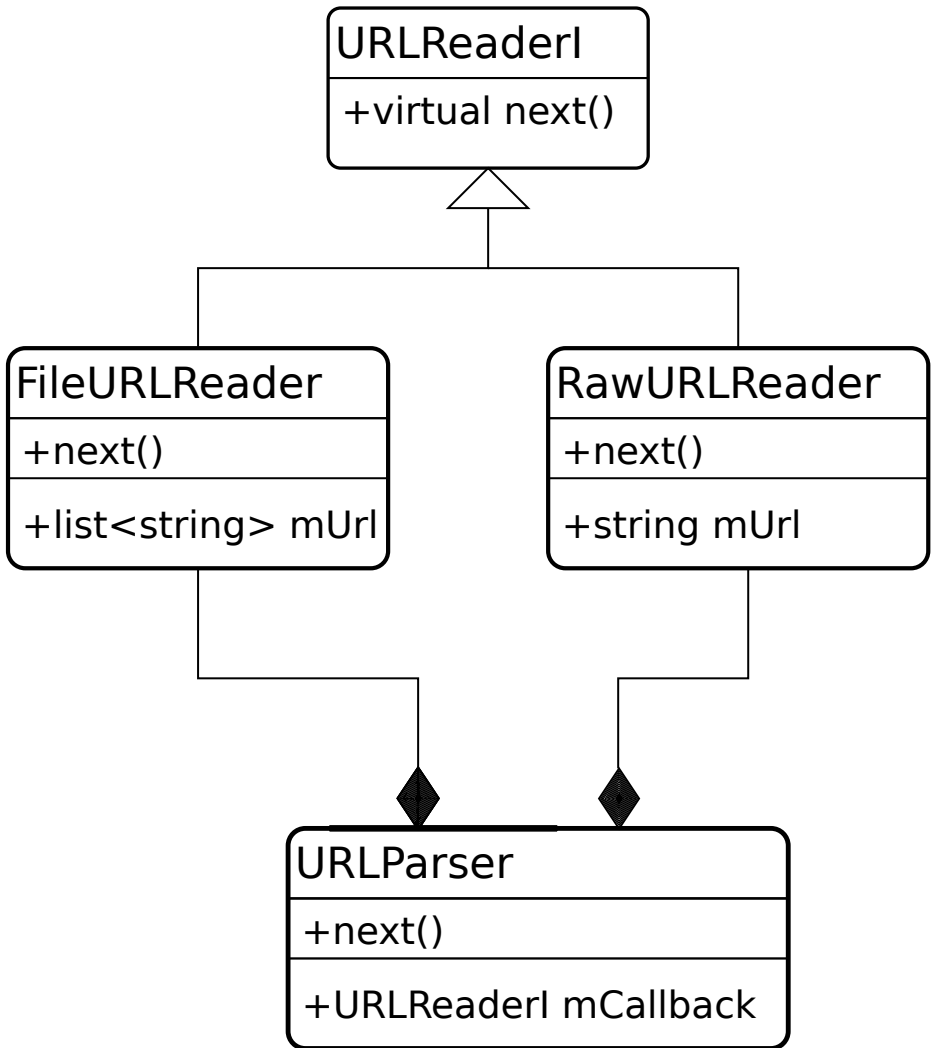 URLReaderI
+virtual next()
FileURLReader
+next()
+list<string> mUrl
RawURLReader
+next()
+string mUrl
URLParser
+next()
+URLReaderI mCallback